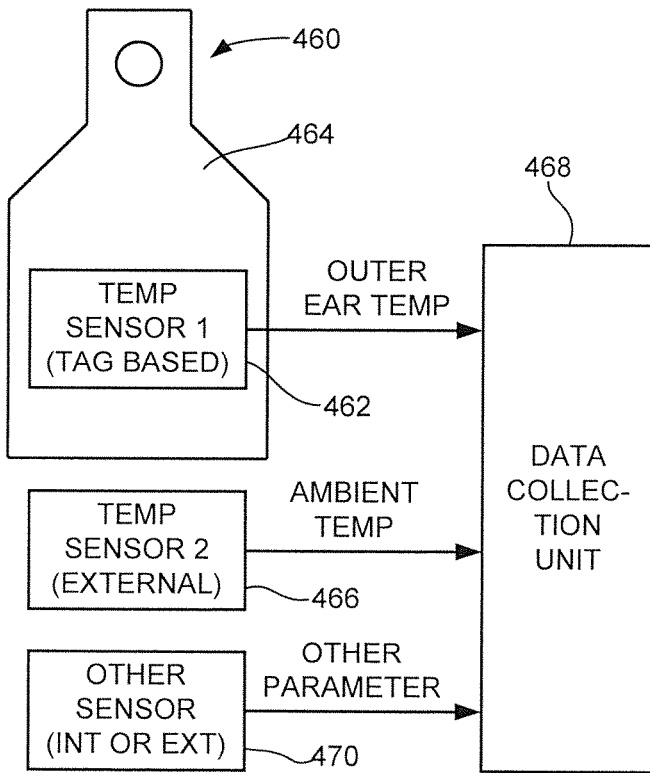 460
464
468
OUTER
EAR TEMP
TEMP
SENSOR 1
(TAG BASED)
462
DATA
COLLEC-
TION
UNIT
AMBIENT
TEMP
TEMP
SENSOR 2
(EXTERNAL)
466
OTHER
PARAMETER
OTHER
SENSOR
(INT OR EXT)
470